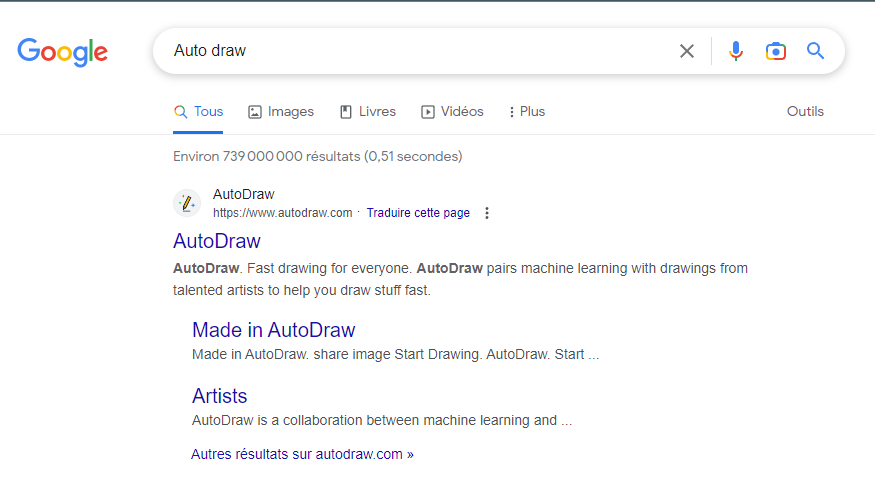 Google
Auto draw
Tous Images Livres Vidéos Plus Outils
Environ 739 000 000 résultats (0,51 secondes)
AutoDraw
https://www.autodraw.com · Traduire cette page
AutoDraw
AutoDraw. Fast drawing for everyone. AutoDraw pairs machine learning with drawings from
talented artists to help you draw stuff fast.
Made in AutoDraw
Made in AutoDraw. share image Start Drawing. AutoDraw. Start ...
Artists
AutoDraw is a collaboration between machine learning and ...
Autres résultats sur autodraw.com »